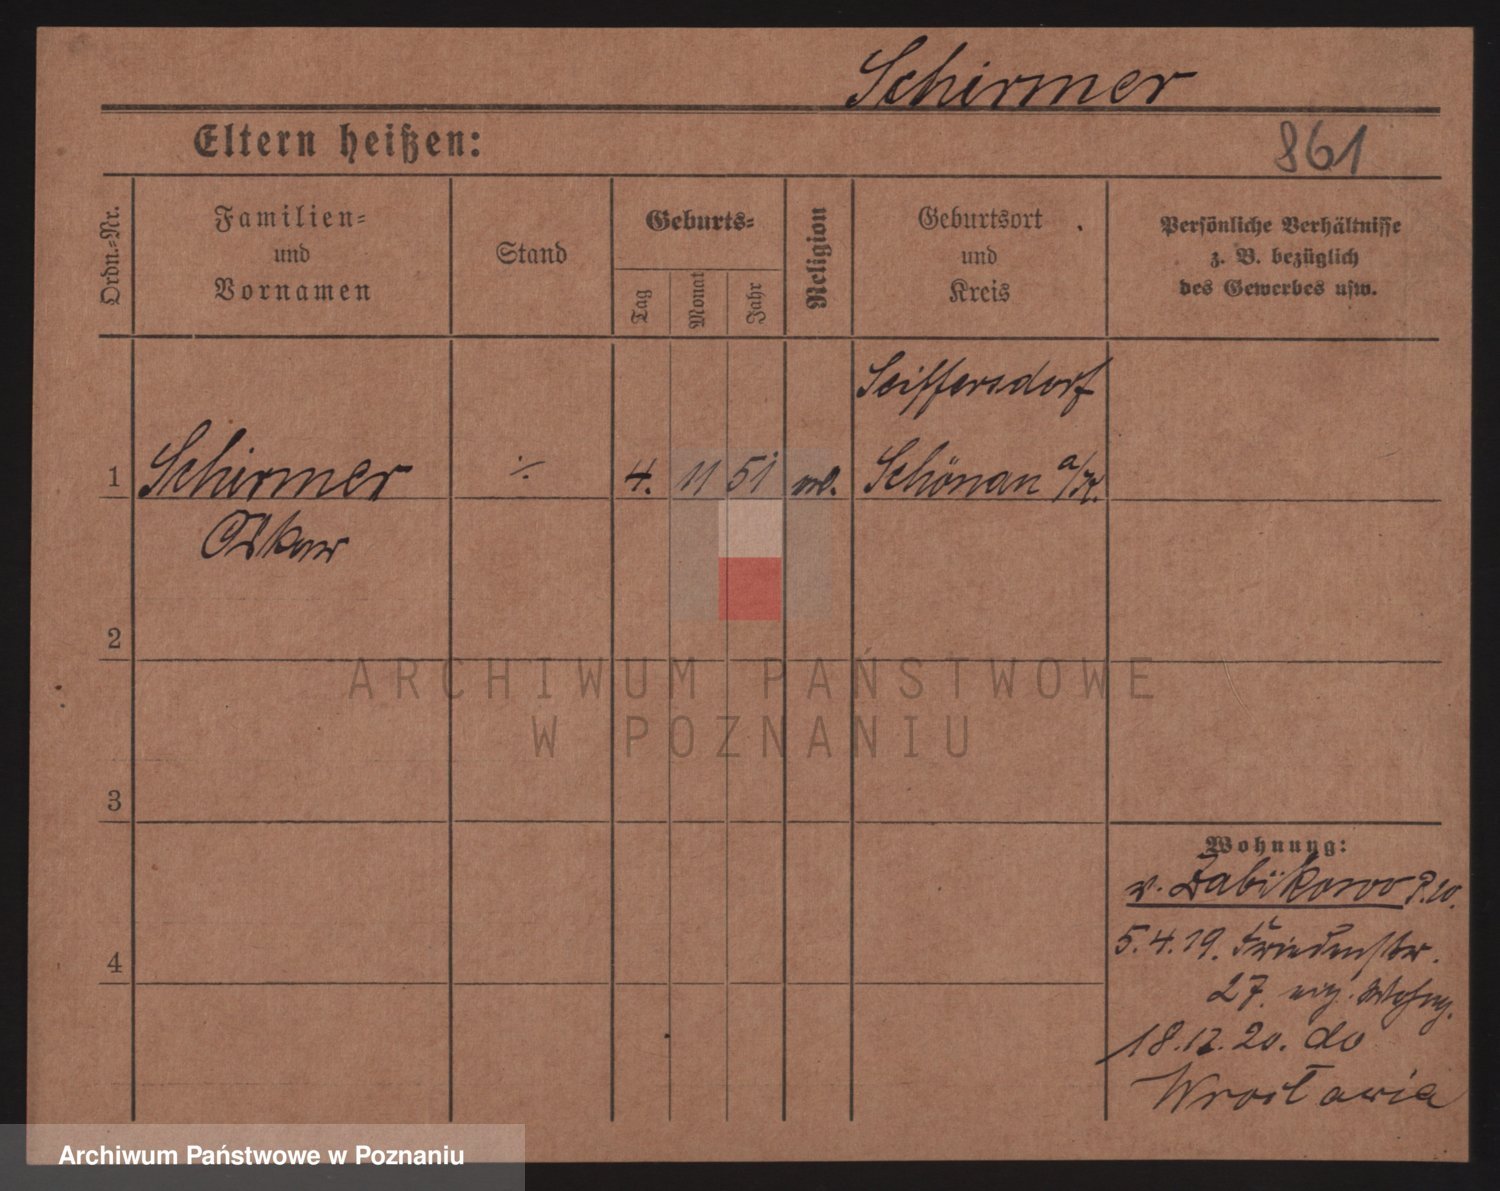 Schirmer
Eltern heißen:
861
Ordn.-Nr.
Familien-
und
Vornamen
Stand
Geburts-
Tag
Monat
Jahr
Religion
Geburtsort
und
Kreis
Persönliche Verhältnisse
z. B. bezüglich
des Gewerbes usw.
Seiffersdorf
1
Schirmer
÷
4.
11
51
Schönau a/K.
Oskar
2
3
4
Wohnung:
v. Żabikowo
5.4.19. Friedenstr.
27.
18.12.20. do
Wrocławia
ARCHIWUM PAŃSTWOWE
W POZNANIU
Archiwum Państwowe w Poznaniu